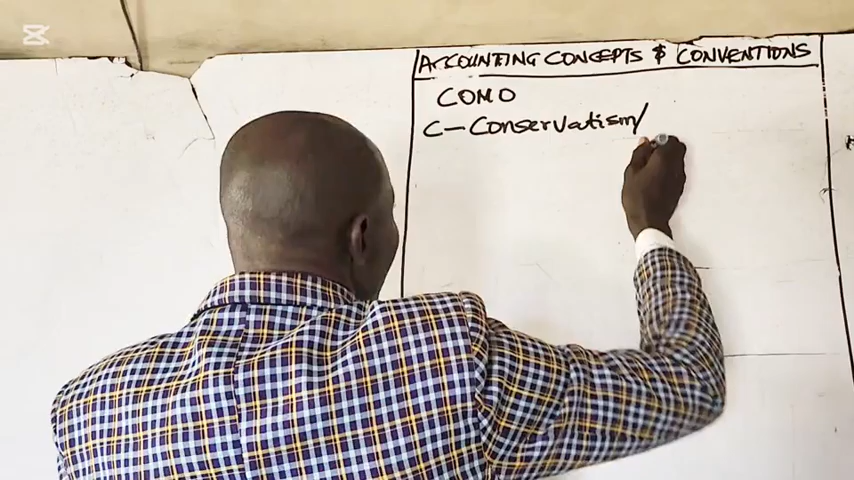 ACCOUNTING CONCEPTS & CONVENTIONS
COMO
C — Conservatism/